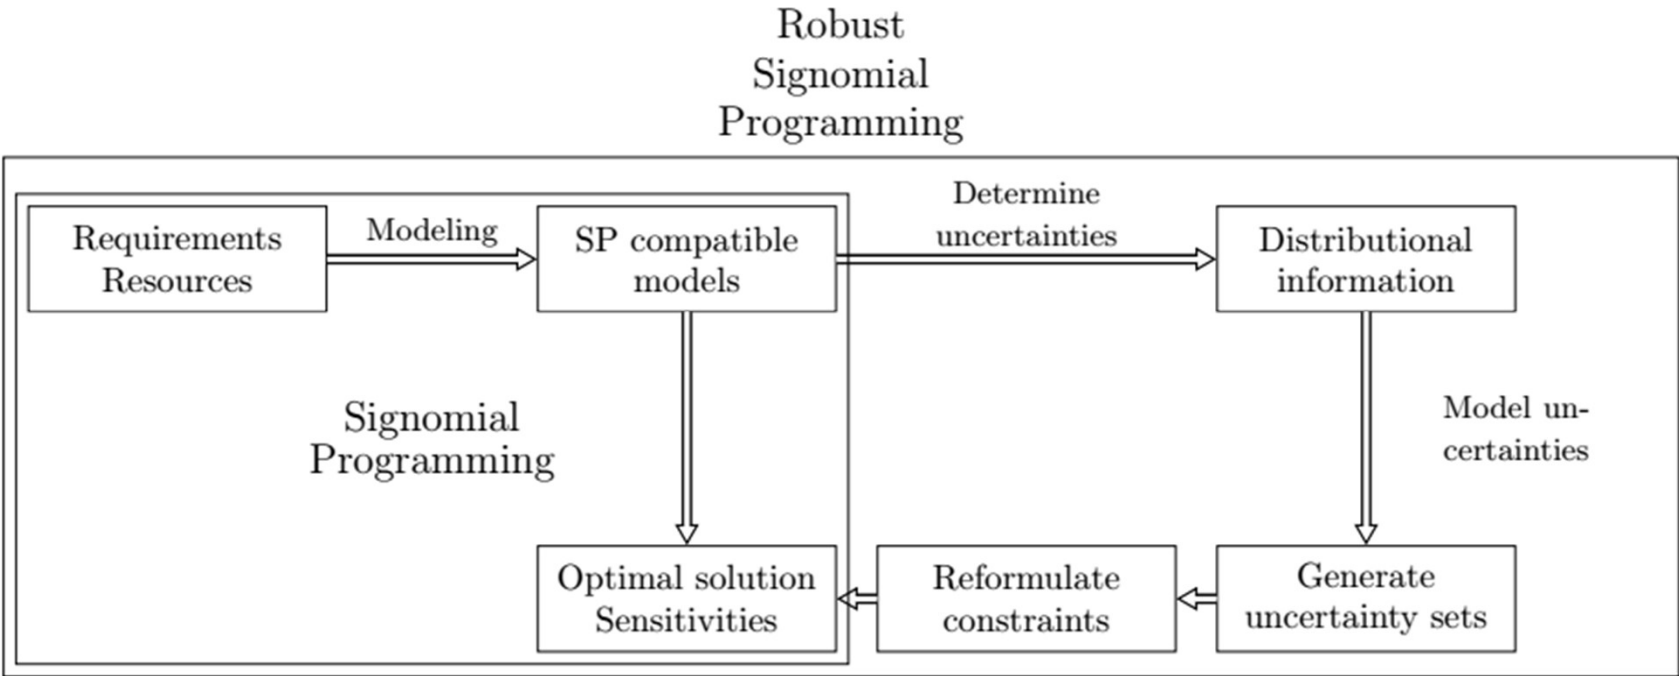 Robust
Signomial
Programming
Requirements
Resources
Modeling
SP compatible
models
Determine
uncertainties
Distributional
information
Signomial
Programming
Model un-
certainties
Optimal solution
Sensitivities
Reformulate
constraints
Generate
uncertainty sets